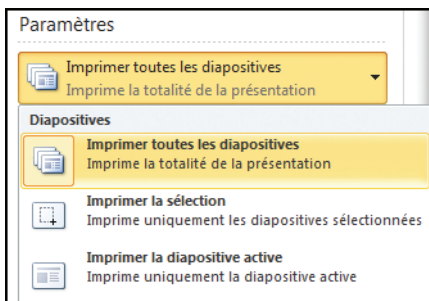 Paramètres
Imprimer toutes les diapositives
Imprime la totalité de la présentation
Diapositives
Imprimer toutes les diapositives
Imprime la totalité de la présentation
Imprimer la sélection
Imprime uniquement les diapositives sélectionnées
Imprimer la diapositive active
Imprime uniquement la diapositive active